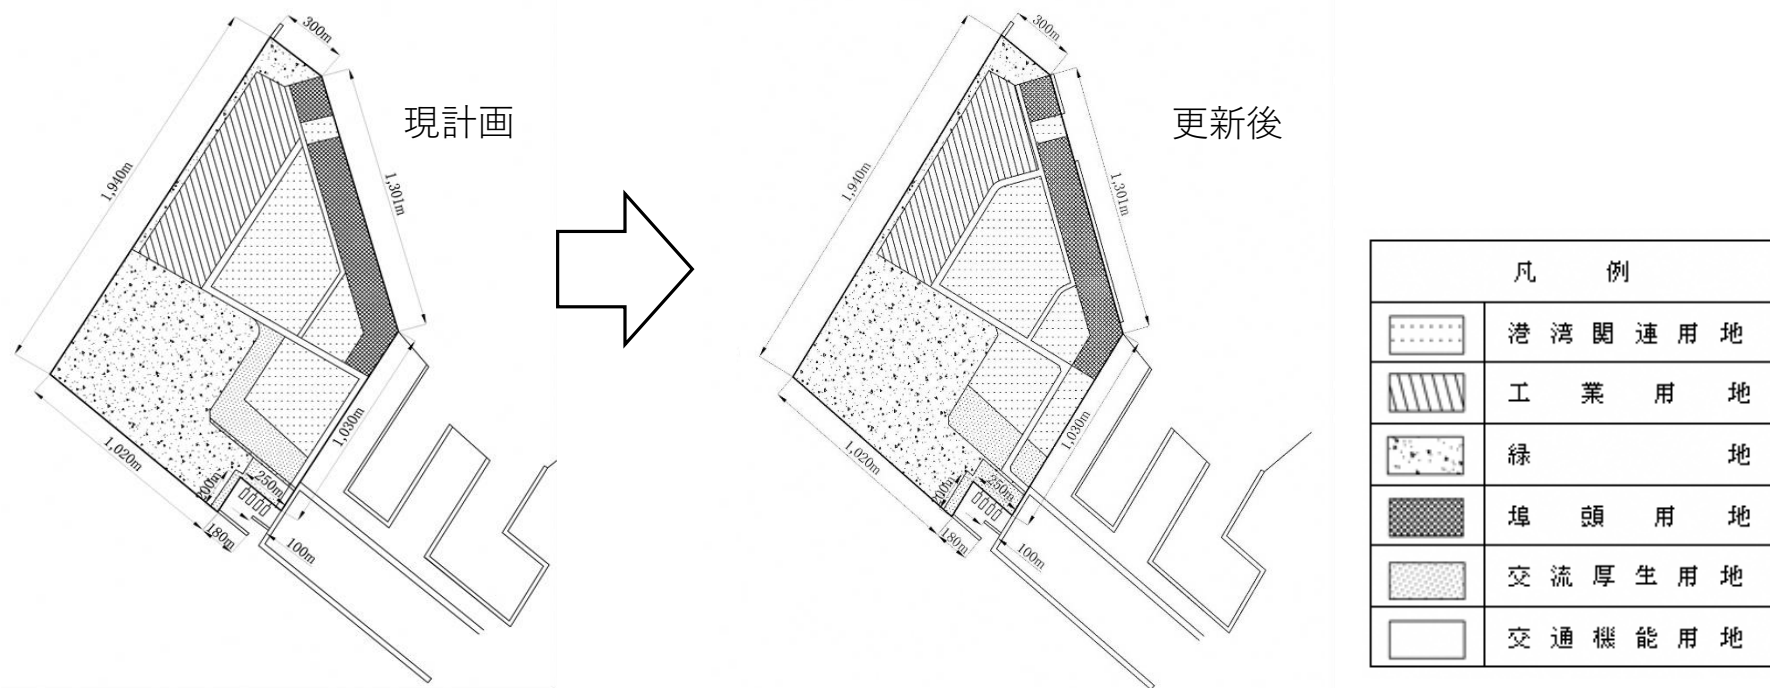 現計画
300m
1,940m
1,301m
1,020m
1,030m
200m
250m
180m
100m
更新後
300m
1,940m
1,301m
1,020m
1,030m
200m
250m
180m
100m
凡例
港湾関連用地
工業用地
緑地
埠頭用地
交流厚生用地
交通機能用地